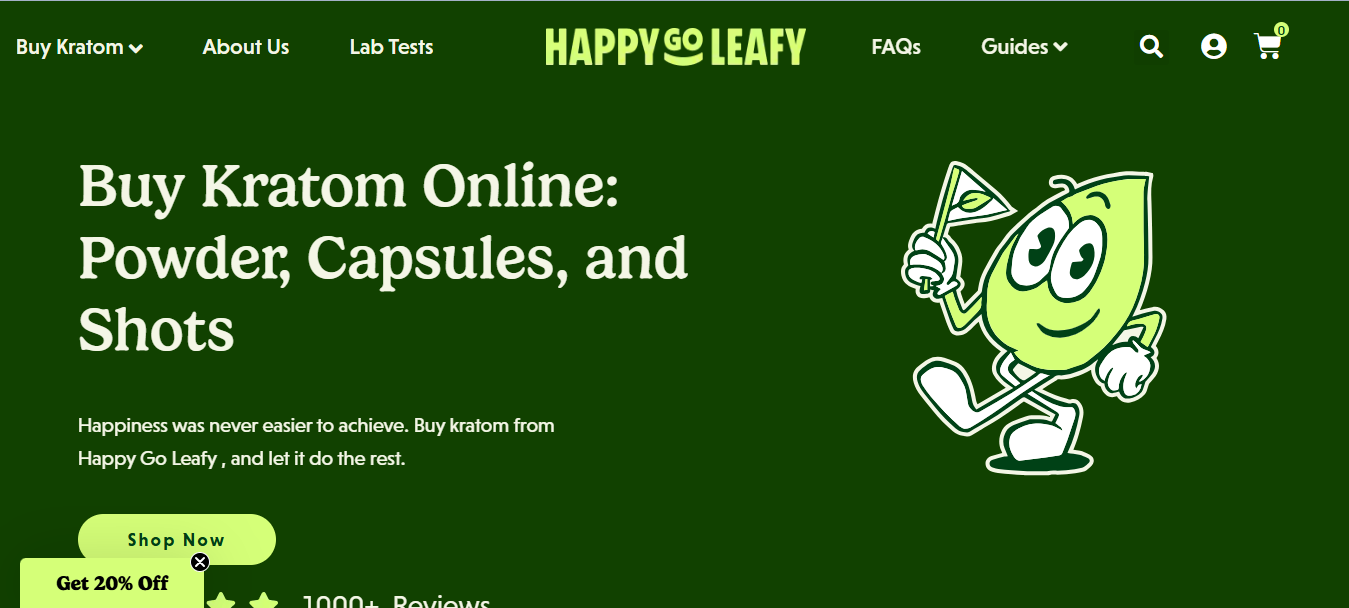 Buy Kratom About Us Lab Tests HAPPY GO LEAFY FAQs Guides 0
Buy Kratom Online:
Powder, Capsules, and
Shots
Happiness was never easier to achieve. Buy kratom from
Happy Go Leafy , and let it do the rest.
Shop Now
Get 20% Off
1000+ Reviews